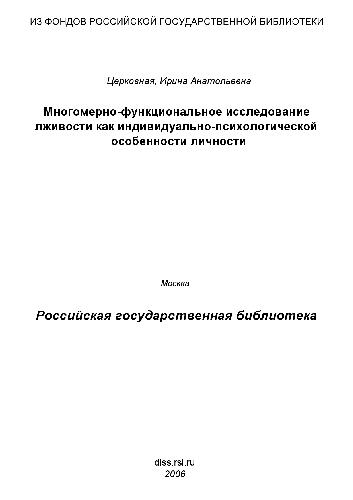 ИЗ ФОНДОВ РОССИЙСКОЙ ГОСУДАРСТВЕННОЙ БИБЛИОТЕКИ
Церковная, Ирина Анатольевна
Многомерно-функциональное исследование
лживости как индивидуально-психологической
особенности личности
Москва
Российская государственная библиотека
diss.rsl.ru
2006